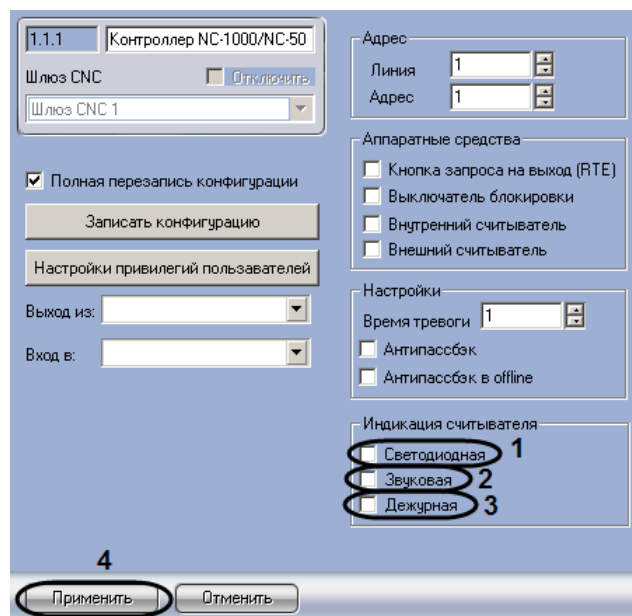 1.1.1 Контроллер NC-1000/NC-50
Шлюз CNC Отключить
Шлюз CNC 1
Полная перезапись конфигурации
Записать конфигурацию
Настройки привилегий пользавателей
Выход из:
Вход в:
Адрес
Линия 1
Адрес 1
Аппаратные средства
Кнопка запроса на выход (RTE)
Выключатель блокировки
Внутренний считыватель
Внешний считыватель
Настройки
Время тревоги 1
Антипассбэк
Антипассбэк в offline
Индикация считывателя
Светодиодная 1
Звуковая 2
Дежурная 3
4
Применить Отменить